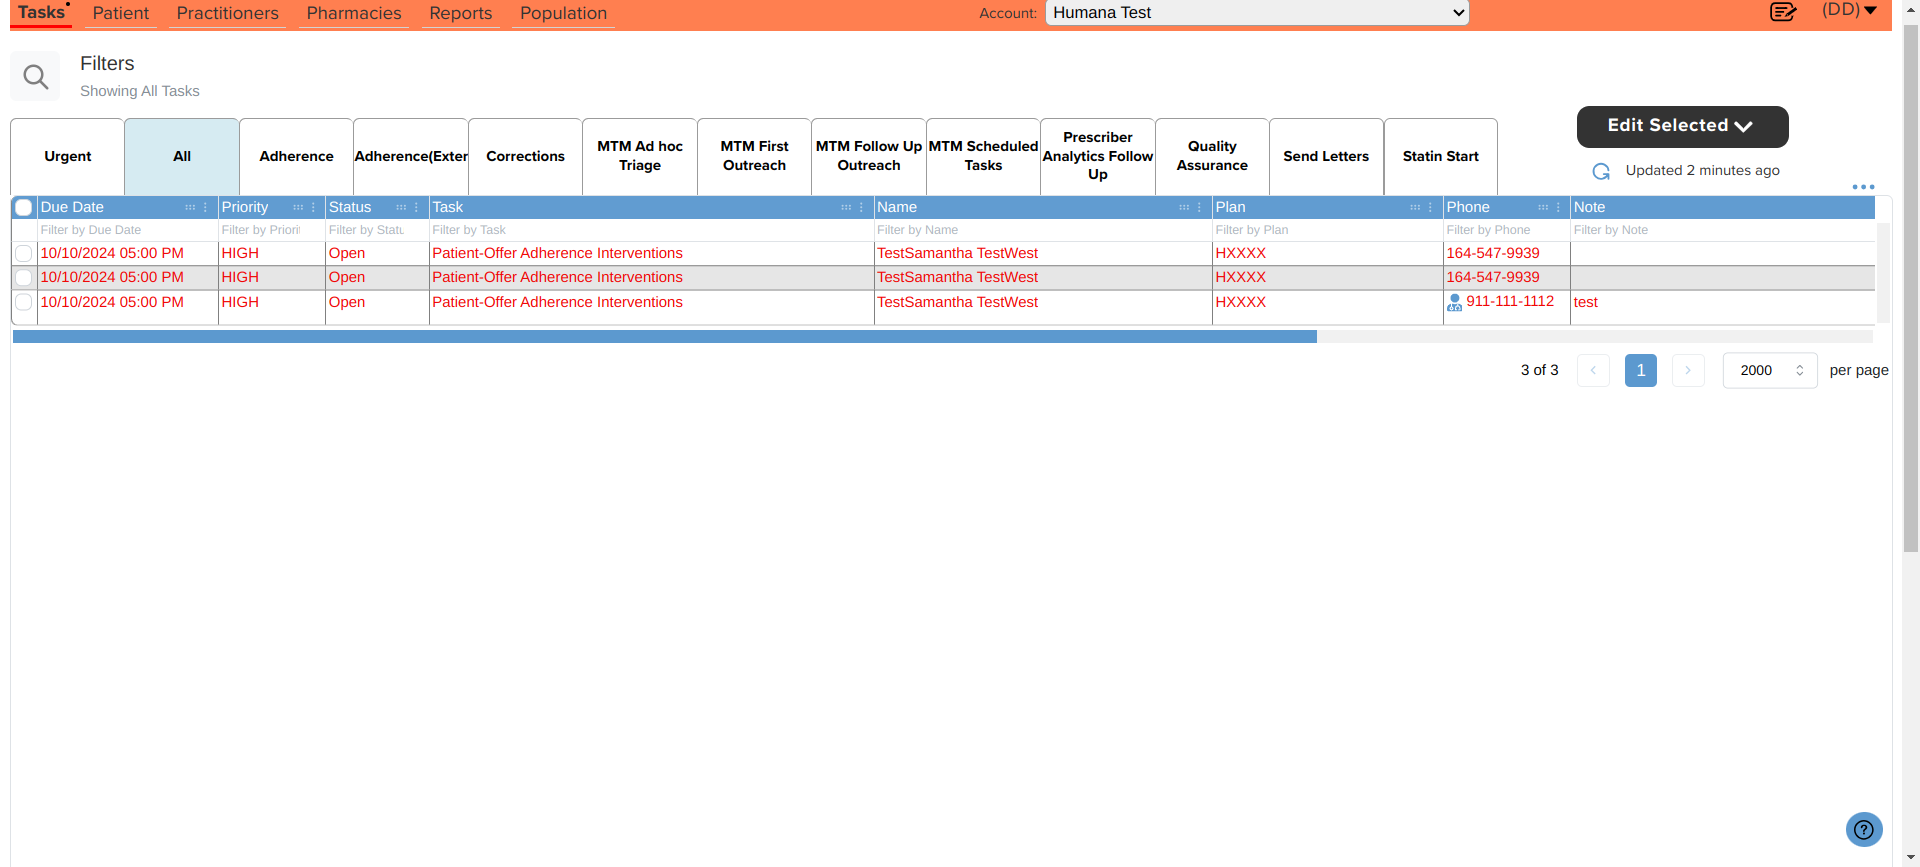 Tasks Patient Practitioners Pharmacies Reports Population Account: Humana Test (DD)
Filters
Showing All Tasks
Urgent All Adherence Adherence(Exter Corrections MTM Ad hoc Triage MTM First Outreach MTM Follow Up Outreach MTM Scheduled Tasks Prescriber Analytics Follow Up Quality Assurance Send Letters Statin Start
Edit Selected
Updated 2 minutes ago
Due Date Priority Status Task Name Plan Phone Note
Filter by Due Date Filter by Priorit Filter by Statu Filter by Task Filter by Name Filter by Plan Filter by Phone Filter by Note
10/10/2024 05:00 PM HIGH Open Patient-Offer Adherence Interventions TestSamantha TestWest HXXXX 164-547-9939
10/10/2024 05:00 PM HIGH Open Patient-Offer Adherence Interventions TestSamantha TestWest HXXXX 164-547-9939
10/10/2024 05:00 PM HIGH Open Patient-Offer Adherence Interventions TestSamantha TestWest HXXXX 911-111-1112 test
3 of 3 < 1 > 2000 per page
?